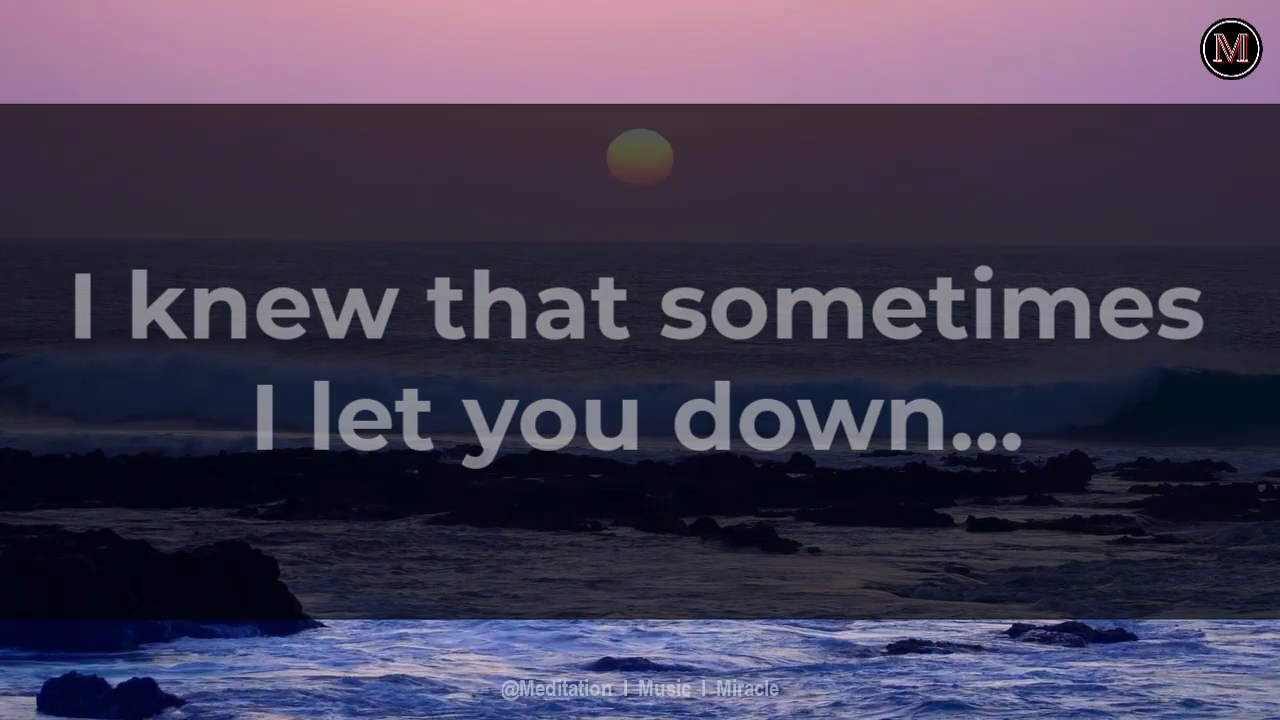 M
I knew that sometimes
I let you down...
@Meditation I Music I Miracle